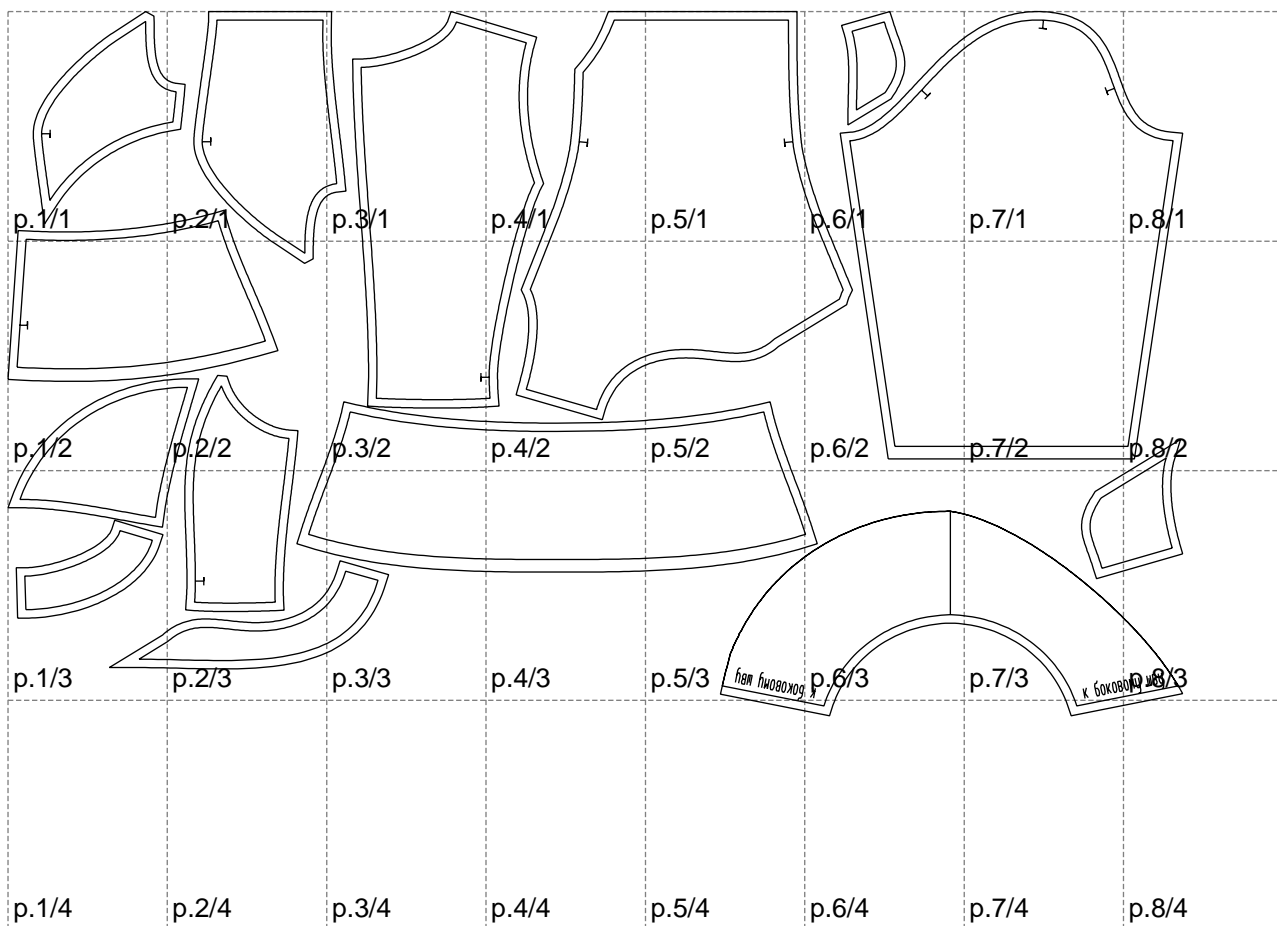 p.1/1 p.2/1 p.3/1 p.4/1 p.5/1 p.6/1 p.7/1 p.8/1
p.1/2 p.2/2 p.3/2 p.4/2 p.5/2 p.6/2 p.7/2 p.8/2
p.1/3 p.2/3 p.3/3 p.4/3 p.5/3 p.6/3 p.7/3 p.8/3
к боковому шву
к боковому шву
p.1/4 p.2/4 p.3/4 p.4/4 p.5/4 p.6/4 p.7/4 p.8/4